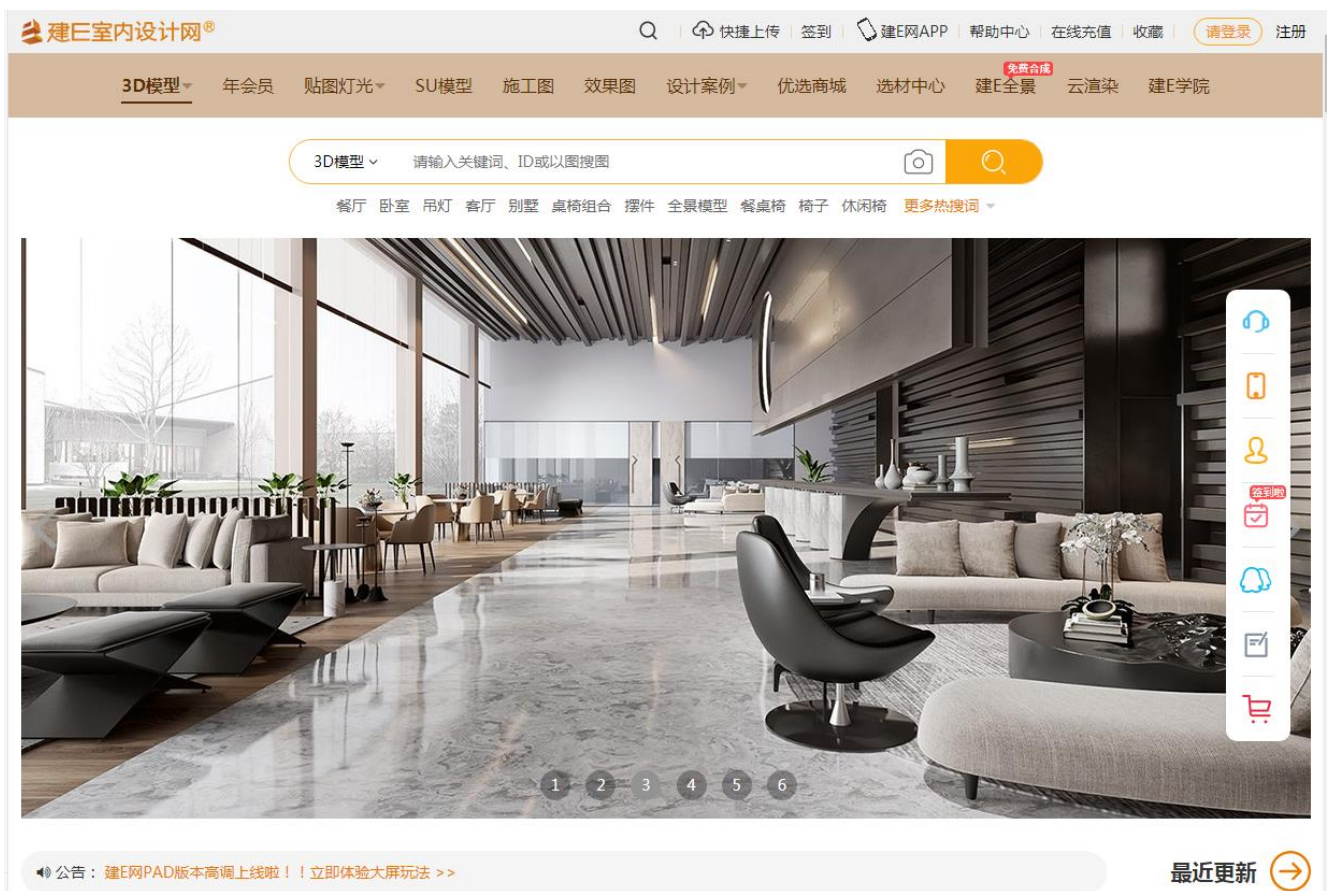 建E室内设计网®
快捷上传 签到 建E网APP 帮助中心 在线充值 收藏 请登录 注册
免费合成
3D模型 年会员 贴图灯光 SU模型 施工图 效果图 设计案例 优选商城 选材中心 建E全景 云渲染 建E学院
3D模型 请输入关键词、ID或以图搜图
餐厅 卧室 吊灯 客厅 别墅 桌椅组合 摆件 全景模型 餐桌椅 椅子 休闲椅 更多热搜词
签到啦
1 2 3 4 5 6
公告： 建E网PAD版本高调上线啦！！立即体验大屏玩法 >>
最近更新